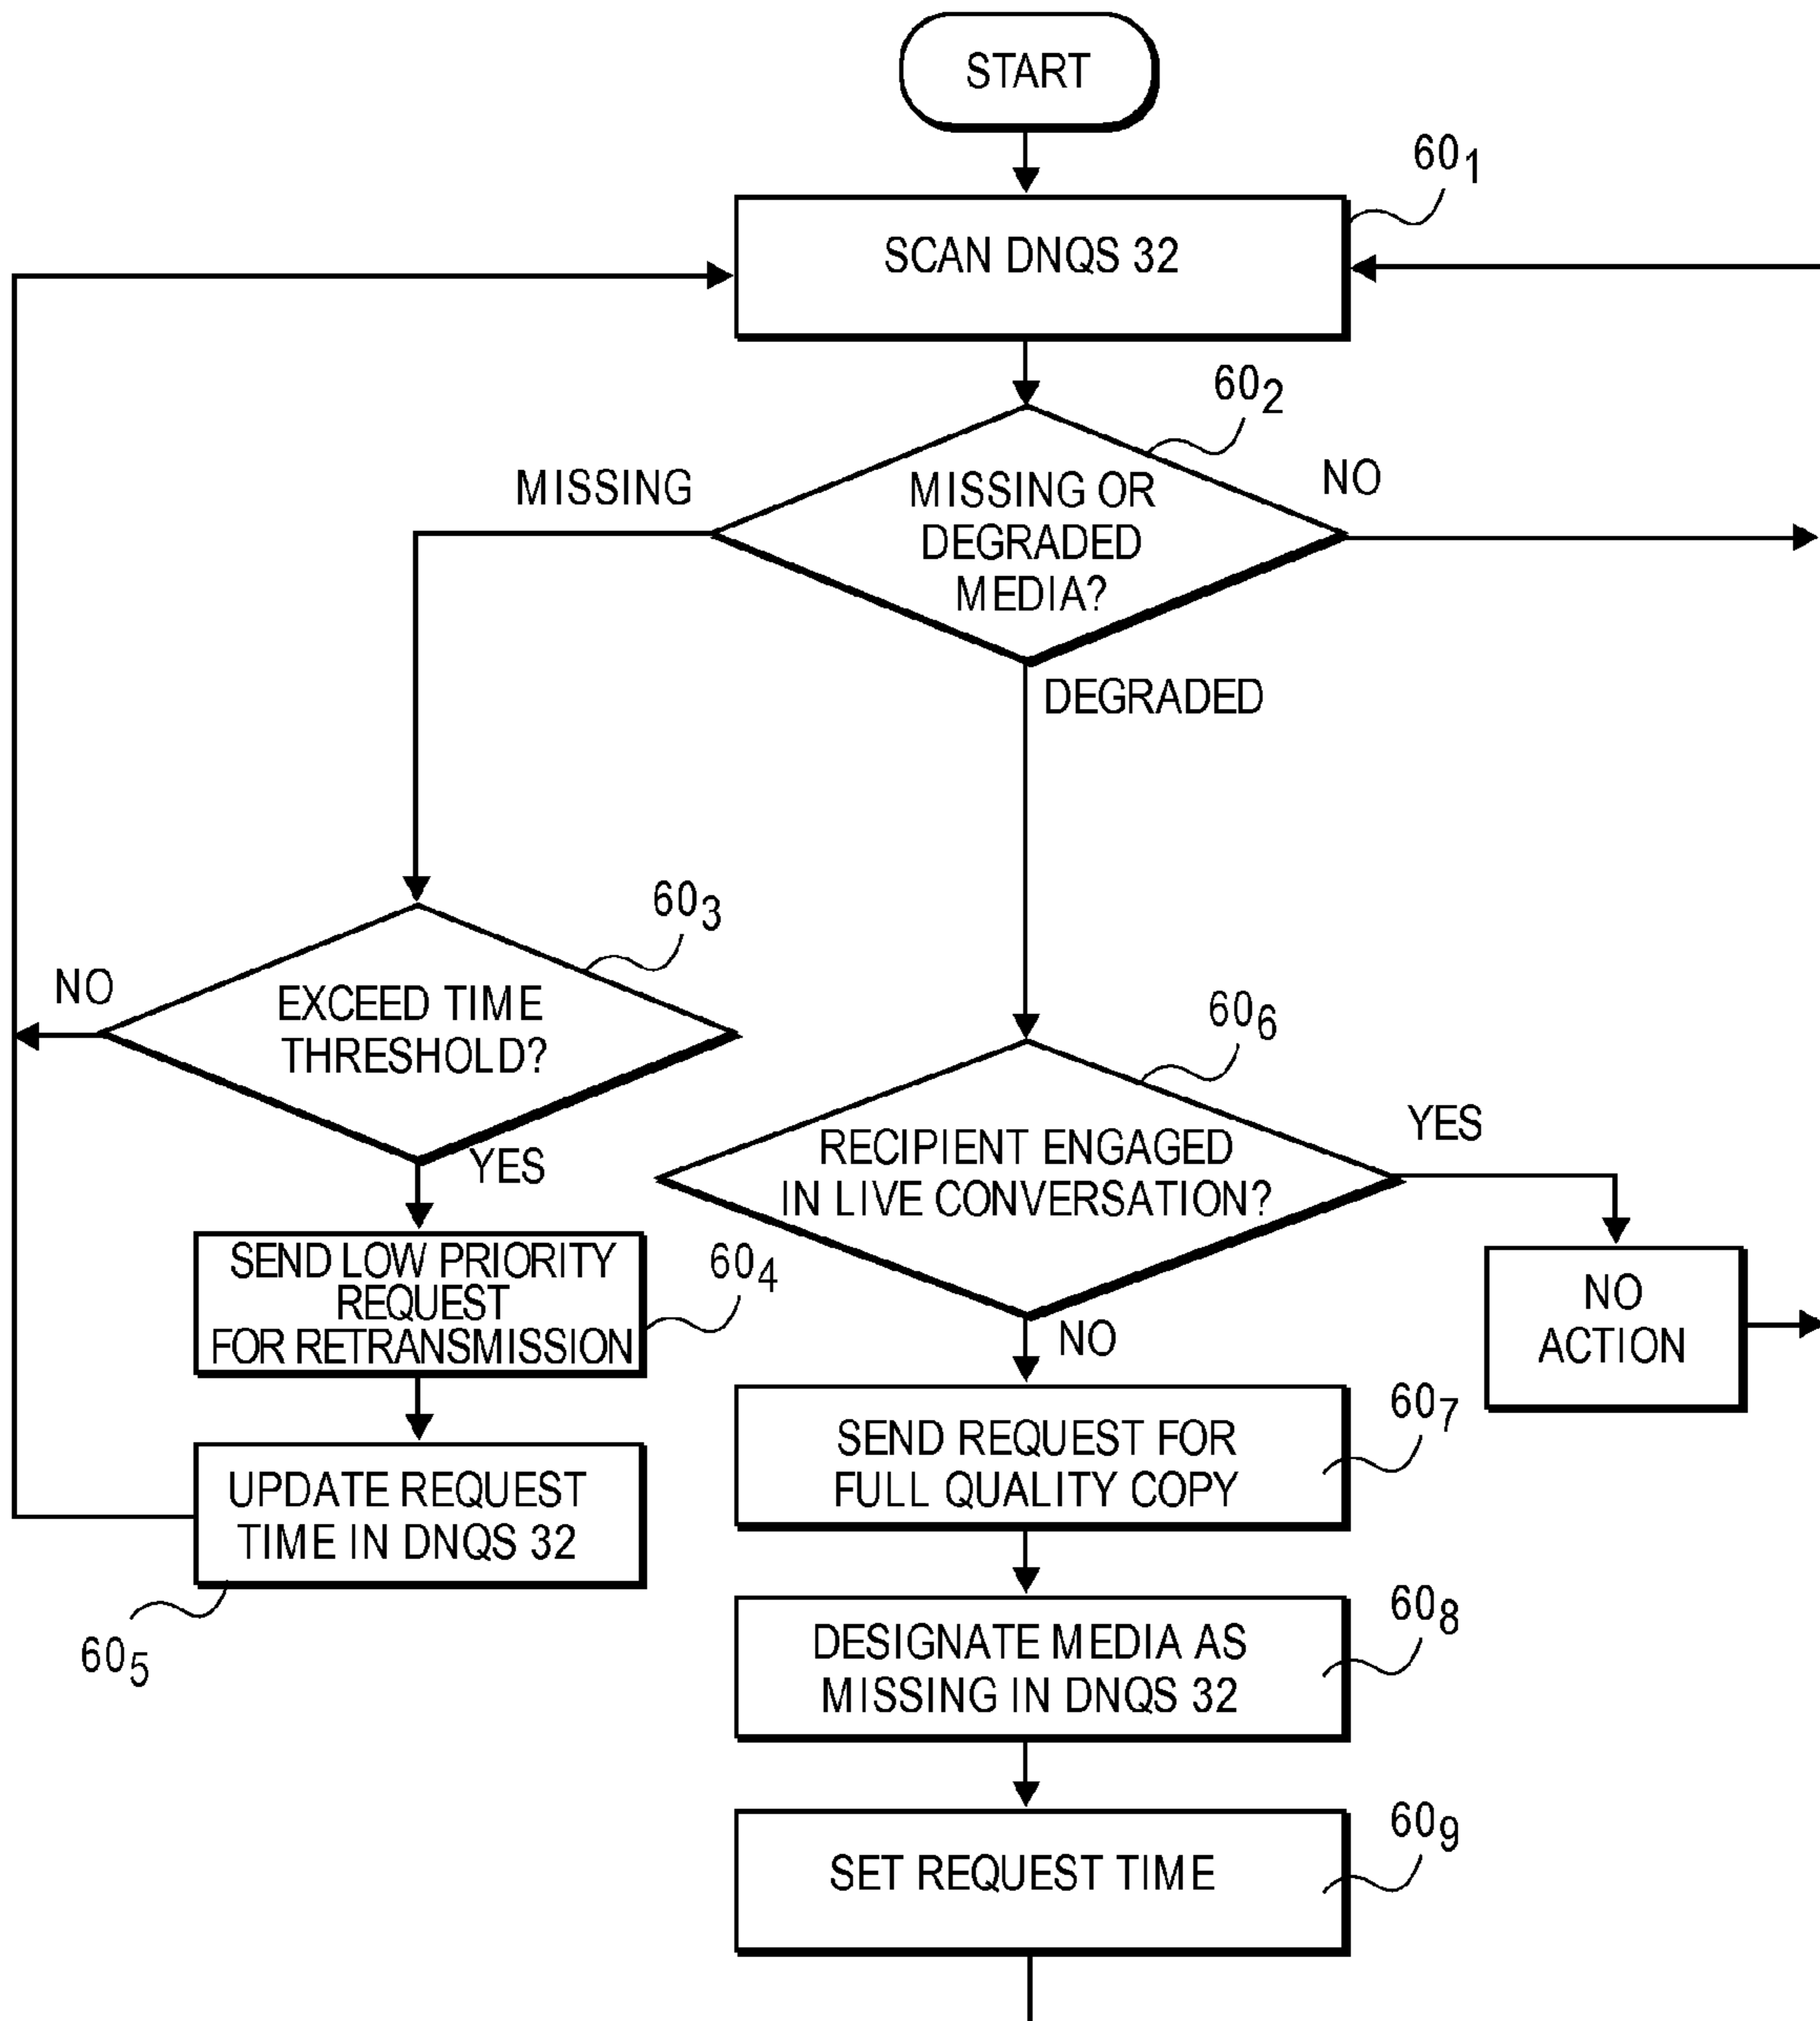 START
60₁
SCAN DNQS 32
60₂
MISSING
MISSING OR
DEGRADED
MEDIA?
NO
DEGRADED
60₃
NO
EXCEED TIME
THRESHOLD?
YES
60₆
RECIPIENT ENGAGED
IN LIVE CONVERSATION?
YES
SEND LOW PRIORITY
REQUEST
FOR RETRANSMISSION
60₄
NO
NO
ACTION
UPDATE REQUEST
TIME IN DNQS 32
60₅
SEND REQUEST FOR
FULL QUALITY COPY
60₇
DESIGNATE MEDIA AS
MISSING IN DNQS 32
60₈
SET REQUEST TIME
60₉